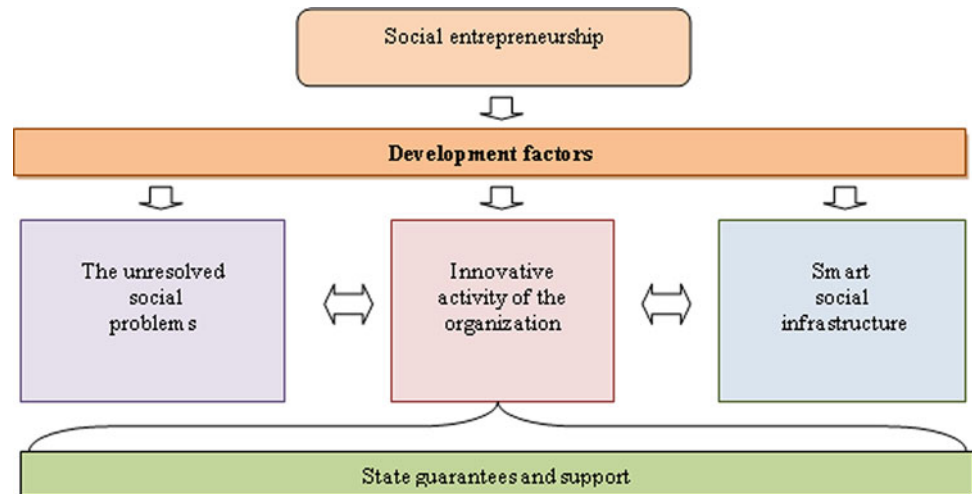 Social entrepreneurship
Development factors
The unresolved
social
problems
Innovative
activity of the
organization
Smart
social
infrastructure
State guarantees and support